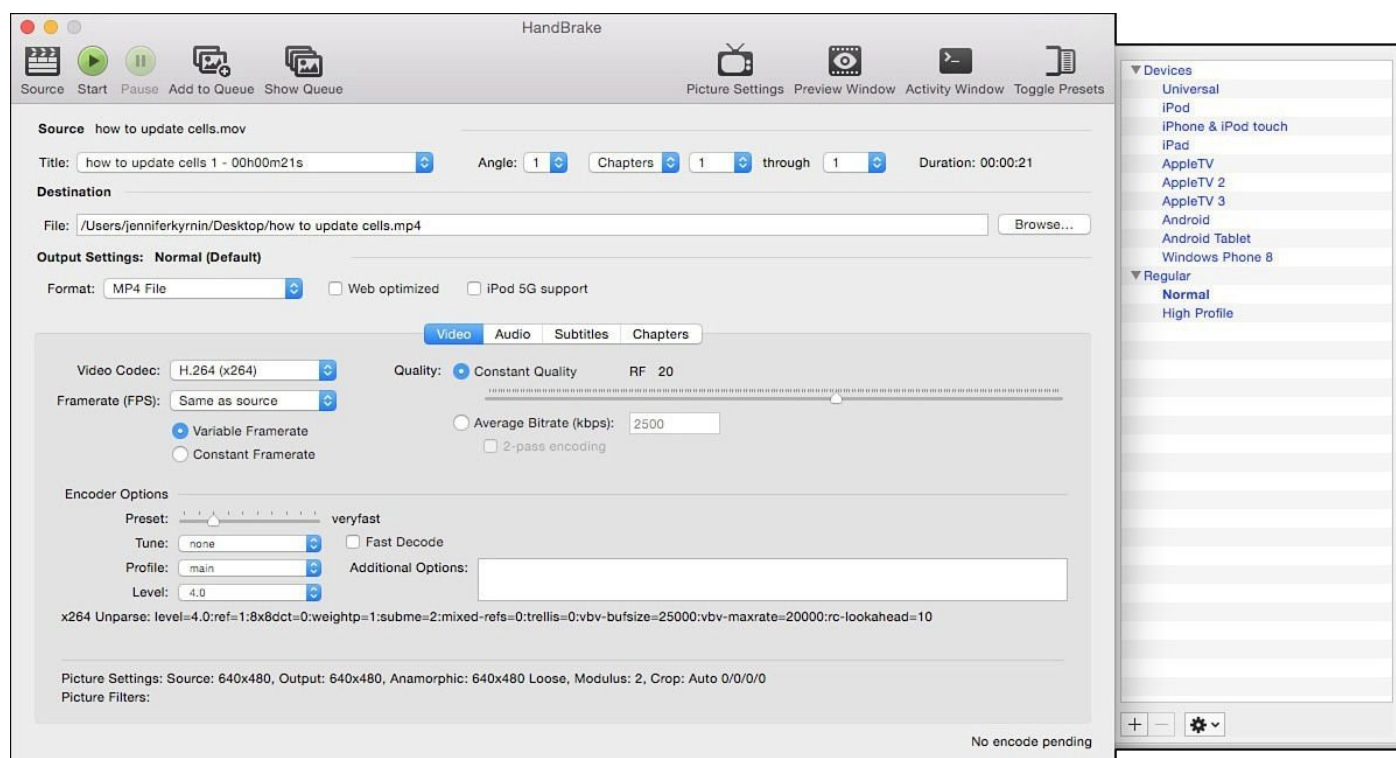 HandBrake
Source Start Pause Add to Queue Show Queue Picture Settings Preview Window Activity Window Toggle Presets
Source how to update cells.mov
Title: how to update cells 1 - 00h00m21s Angle: 1 Chapters 1 through 1 Duration: 00:00:21
Destination
File: /Users/jenniferkyrnin/Desktop/how to update cells.mp4 Browse...
Output Settings: Normal (Default)
Format: MP4 File Web optimized iPod 5G support
Video Audio Subtitles Chapters
Video Codec: H.264 (x264) Quality: Constant Quality RF 20
Framerate (FPS): Same as source
Variable Framerate Average Bitrate (kbps): 2500
Constant Framerate 2-pass encoding
Encoder Options
Preset: veryfast
Tune: none Fast Decode
Profile: main Additional Options:
Level: 4.0
x264 Unparse: level=4.0:ref=1:8x8dct=0:weightp=1:subme=2:mixed-refs=0:trellis=0:vbv-bufsize=25000:vbv-maxrate=20000:rc-lookahead=10
Picture Settings: Source: 640x480, Output: 640x480, Anamorphic: 640x480 Loose, Modulus: 2, Crop: Auto 0/0/0/0
Picture Filters:
No encode pending
Devices
Universal
iPod
iPhone & iPod touch
iPad
AppleTV
AppleTV 2
AppleTV 3
Android
Android Tablet
Windows Phone 8
Regular
Normal
High Profile